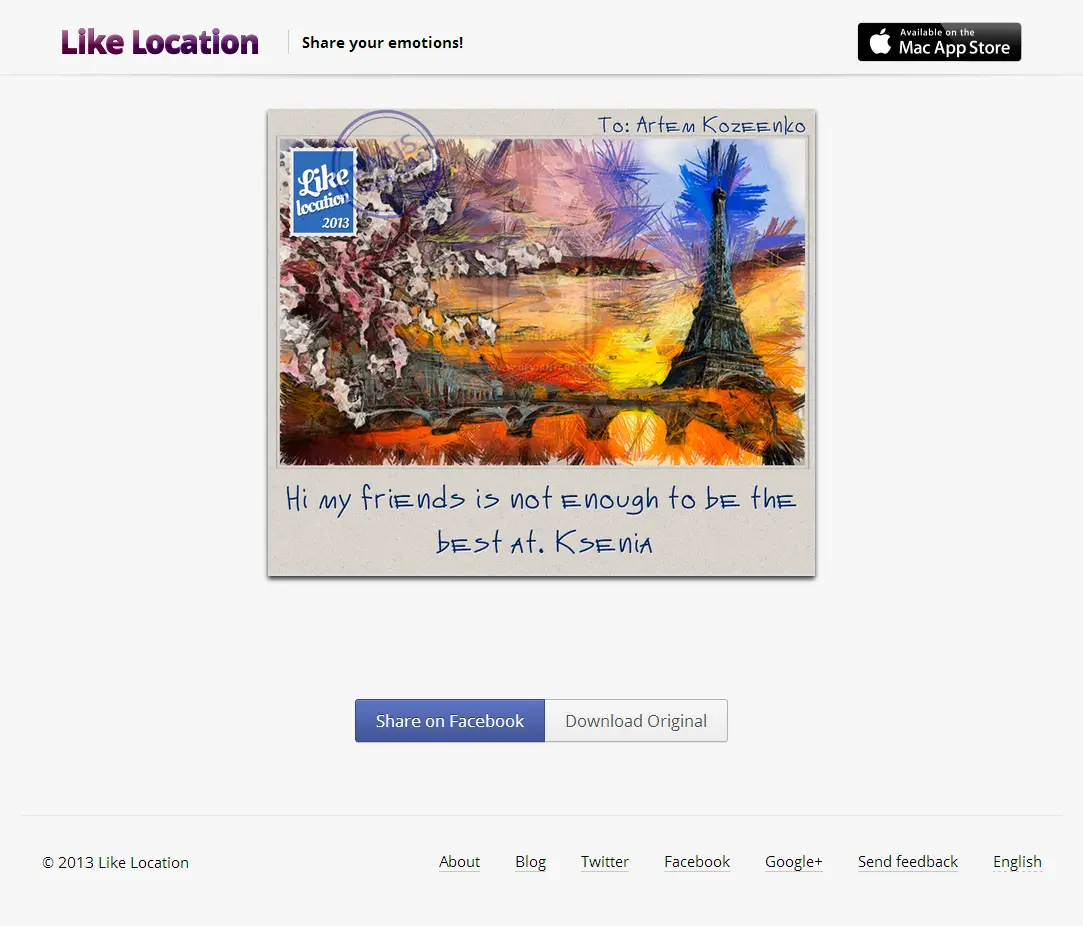 Like Location
Share your emotions!
Available on the
Mac App Store
To: Artem Kozeenko
Like
location
2013
Hi my friends is not enough to be the
best at. Ksenia
Share on Facebook
Download Original
© 2013 Like Location
About
Blog
Twitter
Facebook
Google+
Send feedback
English